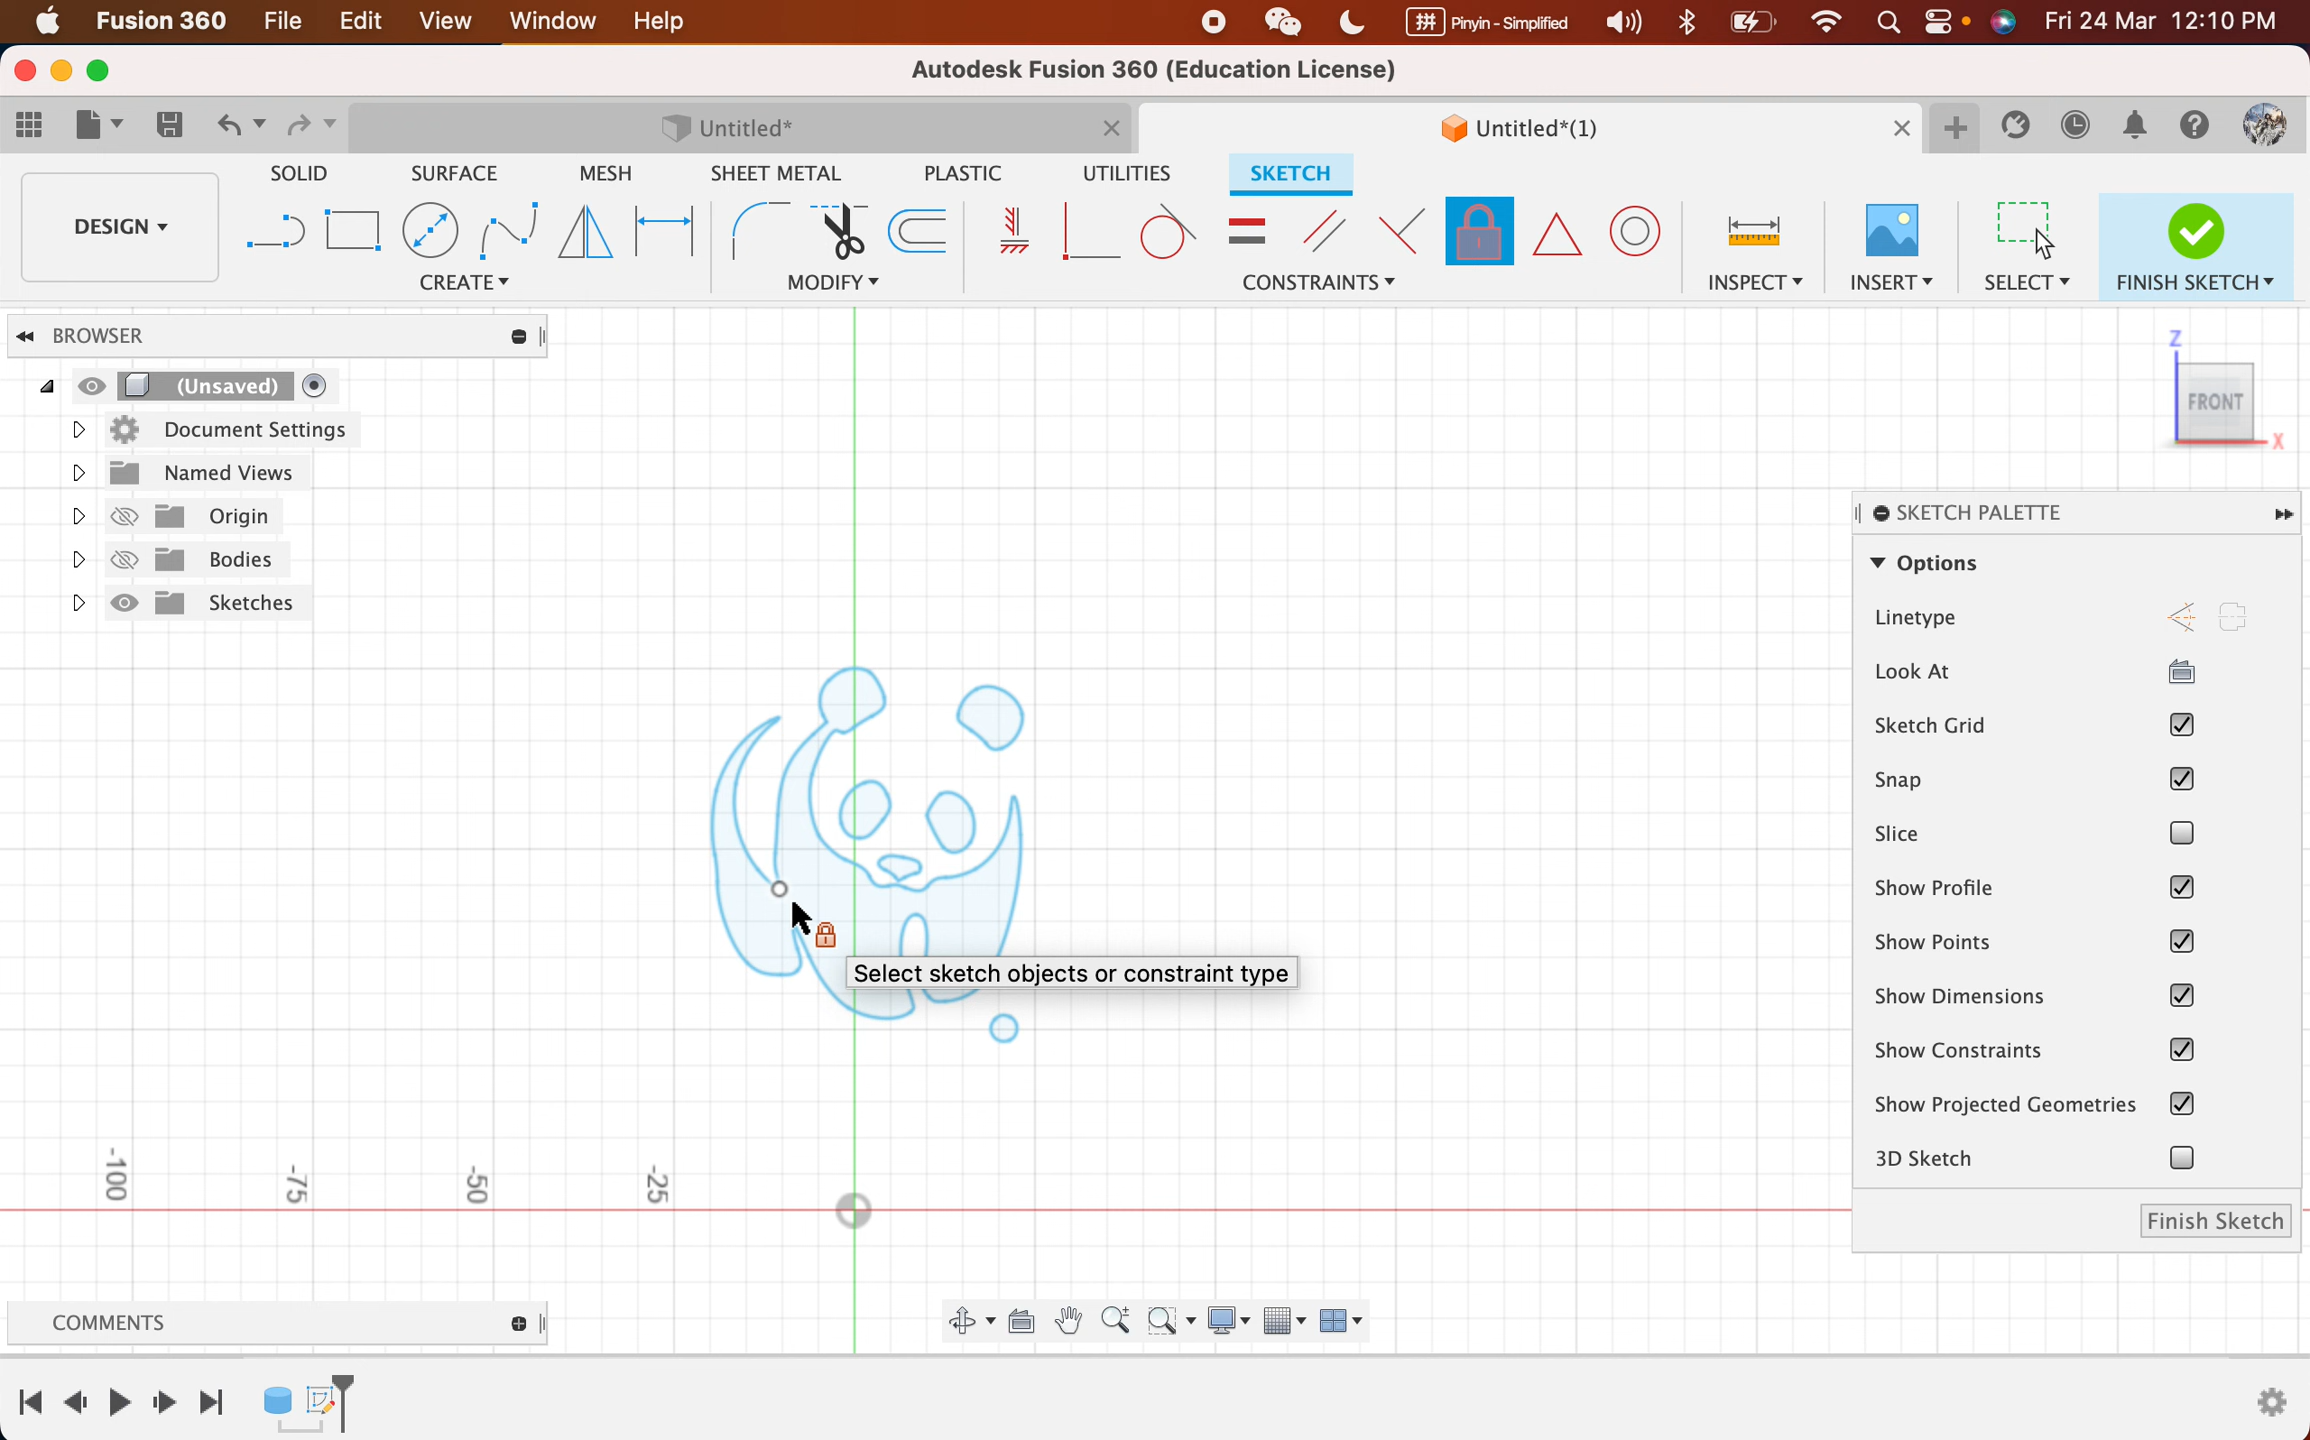 Fusion 360 File Edit View Window Help 拼 Pinyin - Simplified Fri 24 Mar 12:10 PM
Autodesk Fusion 360 (Education License)
Untitled* Untitled*(1)
SOLID SURFACE MESH SHEET METAL PLASTIC UTILITIES SKETCH
DESIGN
CREATE MODIFY CONSTRAINTS INSPECT INSERT SELECT FINISH SKETCH
BROWSER
(Unsaved)
Document Settings
Named Views
Origin
Bodies
Sketches
Z
FRONT
X
SKETCH PALETTE
Options
Linetype
Look At
Sketch Grid
Snap
Slice
Show Profile
Show Points
Show Dimensions
Show Constraints
Show Projected Geometries
3D Sketch
Finish Sketch
Select sketch objects or constraint type
-100 -75 -50 -25
COMMENTS